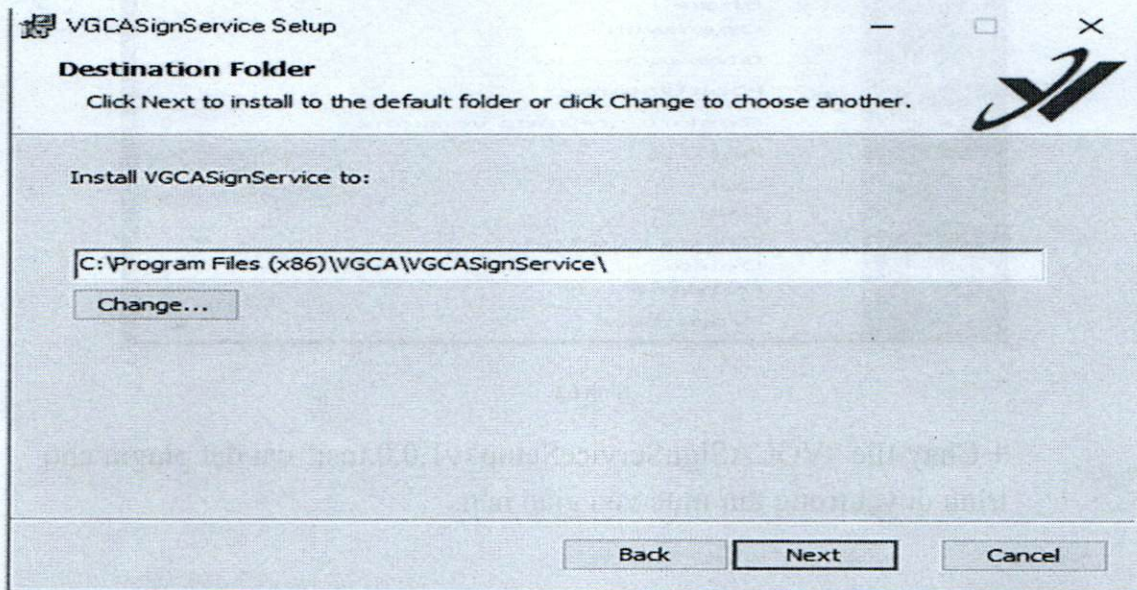 VGCASignService Setup
Destination Folder
Click Next to install to the default folder or click Change to choose another.
Install VGCASignService to:
C:\Program Files (x86)\VGCA\VGCASignService\
Change...
Back Next Cancel